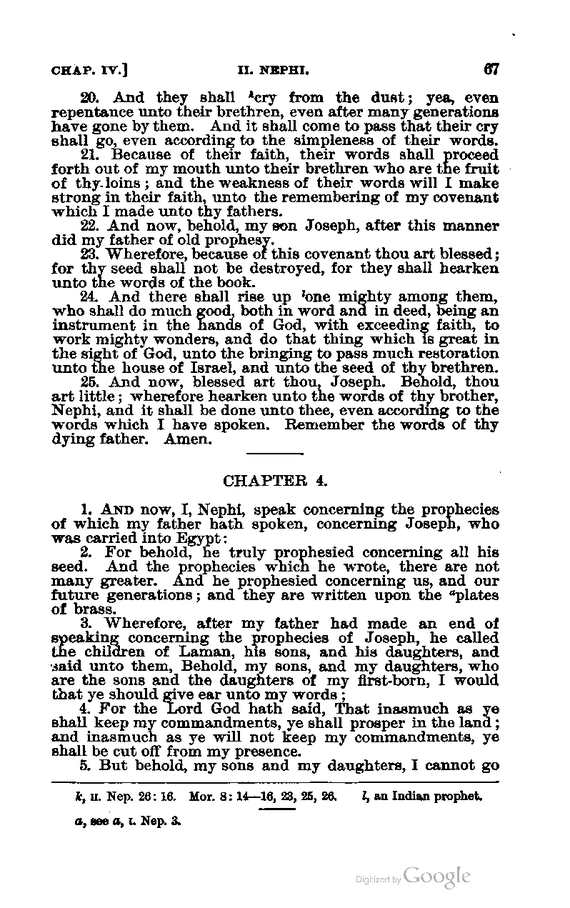 CHAP. IV.] II. NEPHI. 67
20. And they shall ᵏcry from the dust; yea, even
repentance unto their brethren, even after many generations
have gone by them. And it shall come to pass that their cry
shall go, even according to the simpleness of their words.
21. Because of their faith, their words shall proceed
forth out of my mouth unto their brethren who are the fruit
of thy loins; and the weakness of their words will I make
strong in their faith, unto the remembering of my covenant
which I made unto thy fathers.
22. And now, behold, my son Joseph, after this manner
did my father of old prophesy.
23. Wherefore, because of this covenant thou art blessed;
for thy seed shall not be destroyed, for they shall hearken
unto the words of the book.
24. And there shall rise up ˡone mighty among them,
who shall do much good, both in word and in deed, being an
instrument in the hands of God, with exceeding faith, to
work mighty wonders, and do that thing which is great in
the sight of God, unto the bringing to pass much restoration
unto the house of Israel, and unto the seed of thy brethren.
25. And now, blessed art thou, Joseph. Behold, thou
art little; wherefore hearken unto the words of thy brother,
Nephi, and it shall be done unto thee, even according to the
words which I have spoken. Remember the words of thy
dying father. Amen.
CHAPTER 4.
1. AND now, I, Nephi, speak concerning the prophecies
of which my father hath spoken, concerning Joseph, who
was carried into Egypt:
2. For behold, he truly prophesied concerning all his
seed. And the prophecies which he wrote, there are not
many greater. And he prophesied concerning us, and our
future generations; and they are written upon the ᵃplates
of brass.
3. Wherefore, after my father had made an end of
speaking concerning the prophecies of Joseph, he called
the children of Laman, his sons, and his daughters, and
said unto them, Behold, my sons, and my daughters, who
are the sons and the daughters of my first-born, I would
that ye should give ear unto my words;
4. For the Lord God hath said, That inasmuch as ye
shall keep my commandments, ye shall prosper in the land;
and inasmuch as ye will not keep my commandments, ye
shall be cut off from my presence.
5. But behold, my sons and my daughters, I cannot go
k, II. Nep. 26: 16. Mor. 8: 14—16, 23, 25, 26. l, an Indian prophet.
a, see a, I. Nep. 3.
Digitized by Google